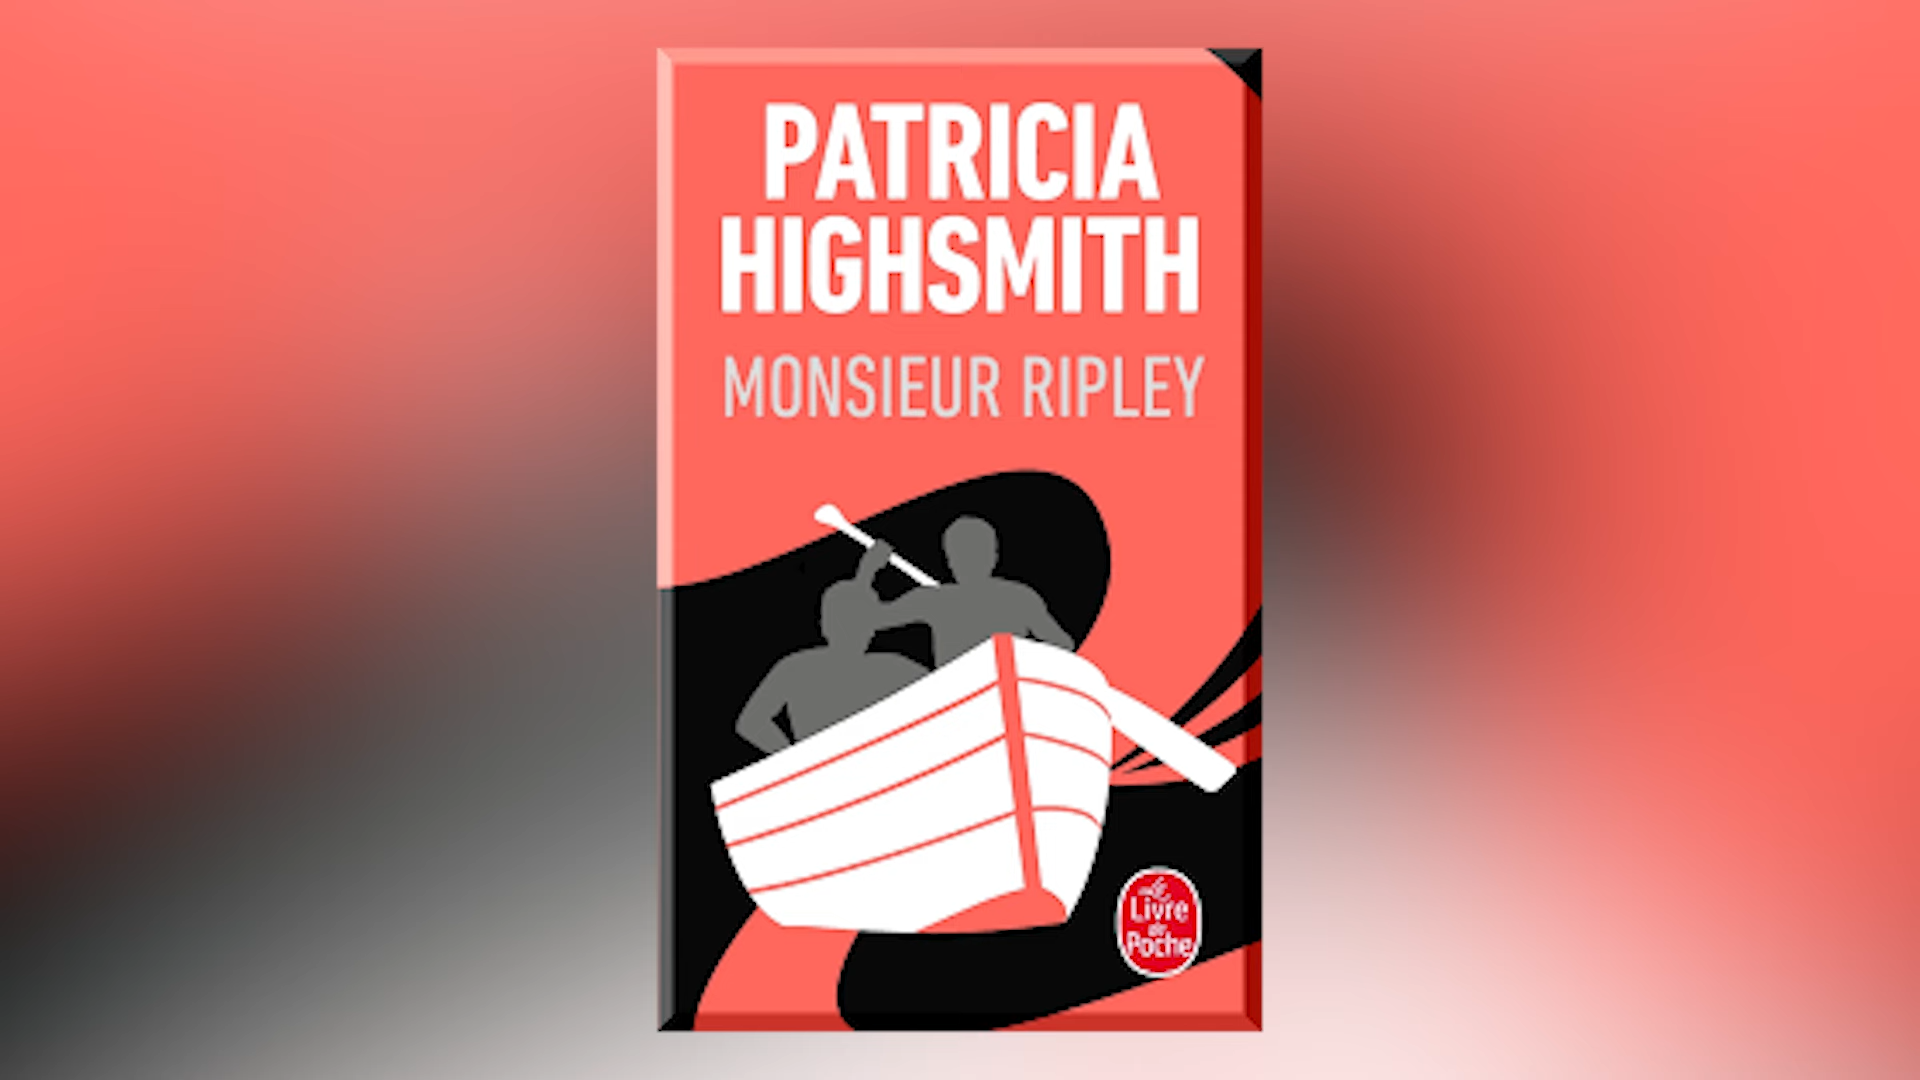 PATRICIA
HIGHSMITH
MONSIEUR RIPLEY
Le
Livre
de
Poche